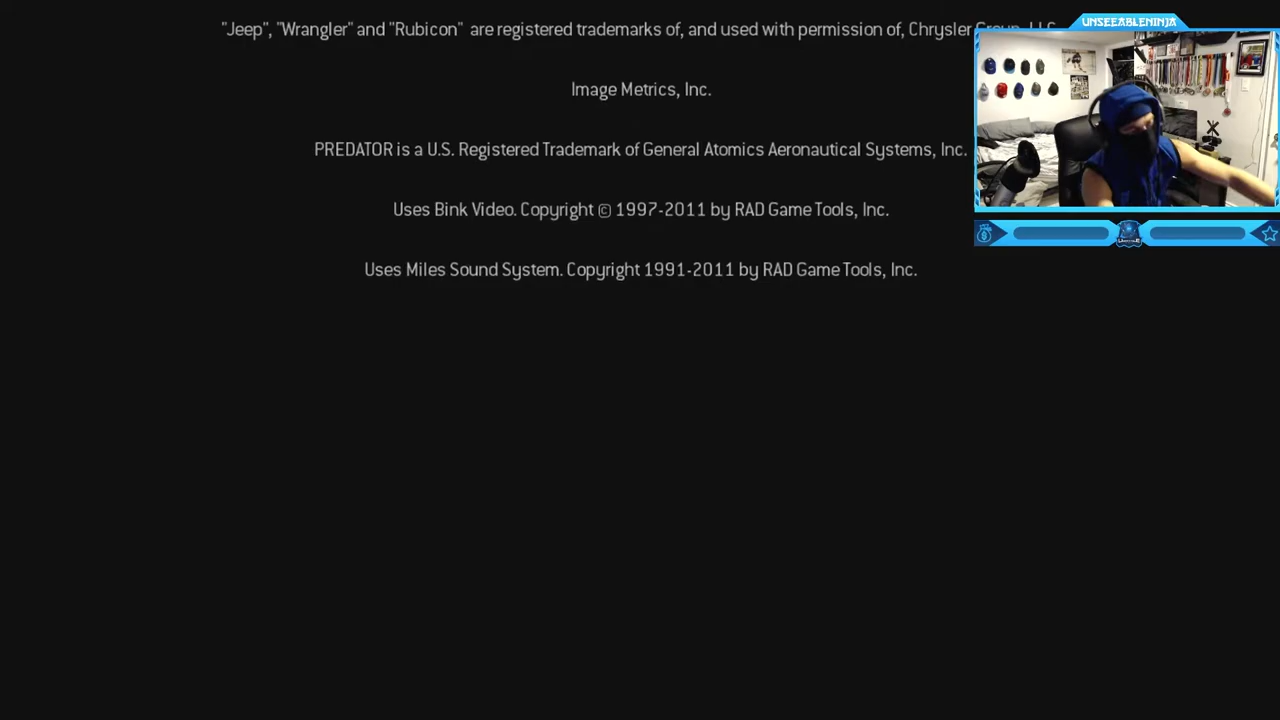 "Jeep", "Wrangler" and "Rubicon" are registered trademarks of, and used with permission of, Chrysler Group, LLC.
UNSEEABLENINJA
Image Metrics, Inc.
PREDATOR is a U.S. Registered Trademark of General Atomics Aeronautical Systems, Inc.
Uses Bink Video. Copyright © 1997-2011 by RAD Game Tools, Inc.
Uses Miles Sound System. Copyright 1991-2011 by RAD Game Tools, Inc.